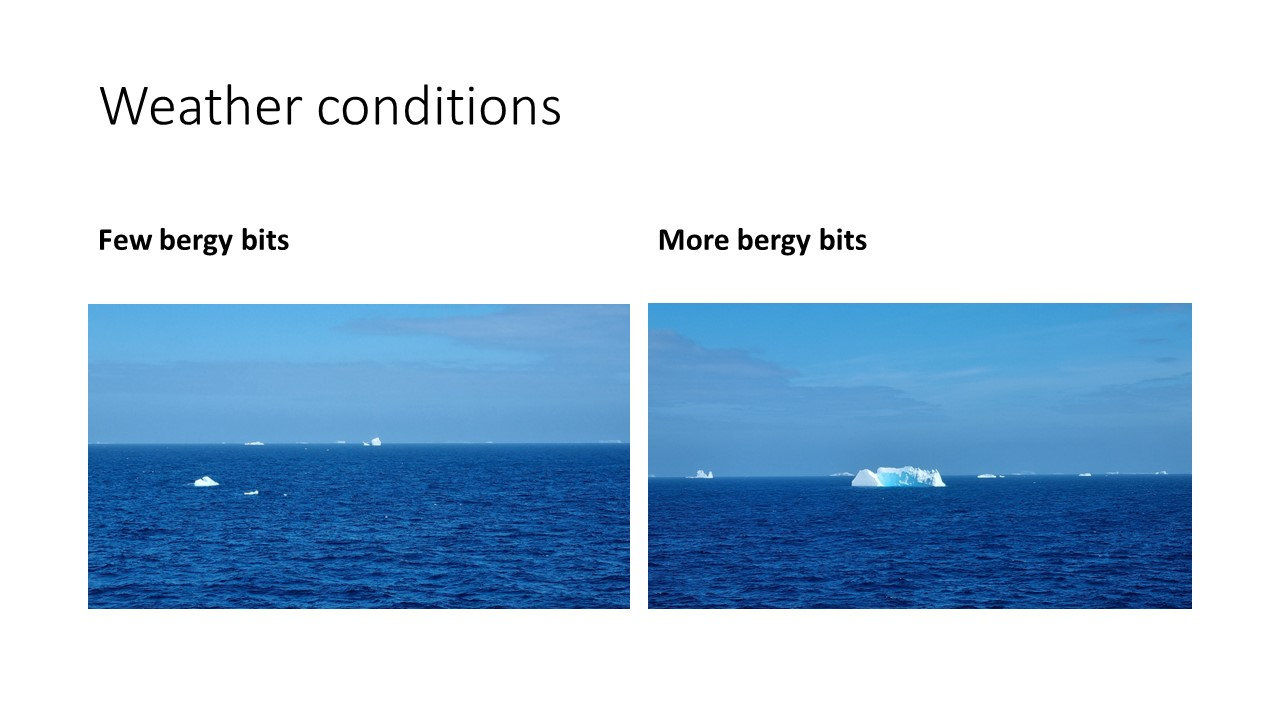 Weather conditions
Few bergy bits
More bergy bits